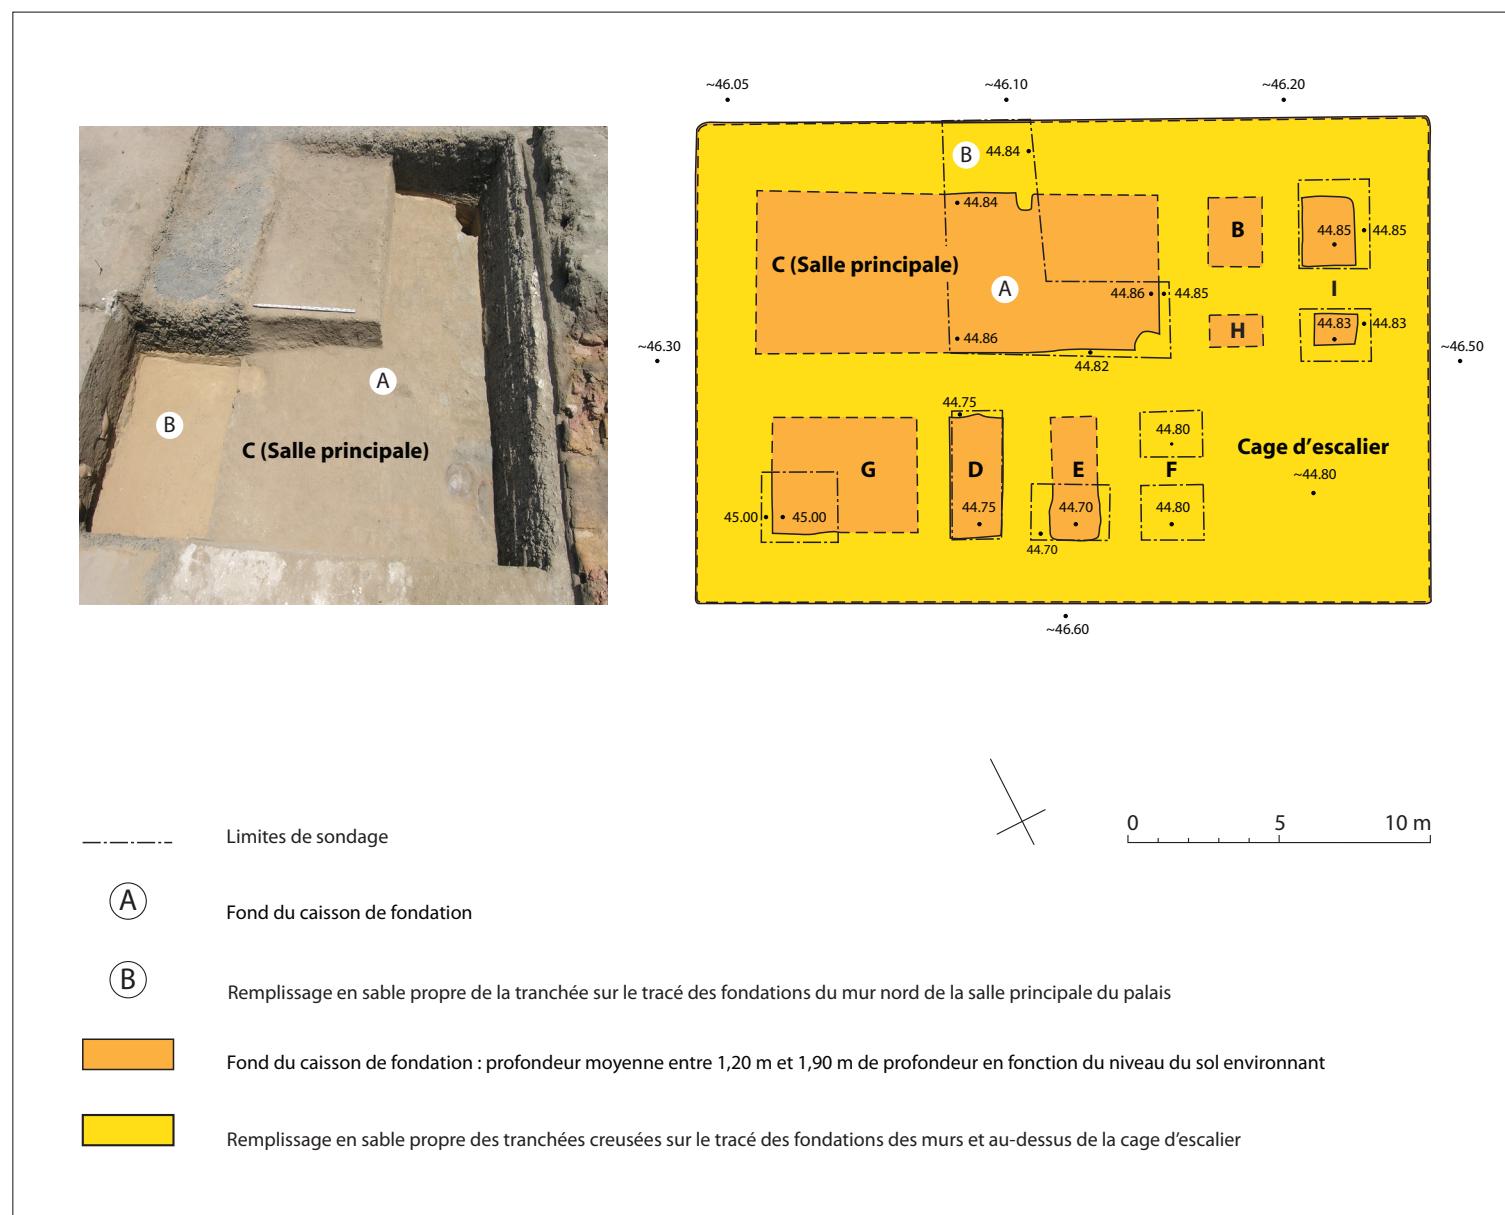 ~46.05 ~46.10 ~46.20
B 44.84
44.84
B
44.85 44.85
C (Salle principale)
A
44.86 44.85
I
H
44.83 44.83
44.86
44.82
~46.30 ~46.50
A
B
C (Salle principale)
44.75
44.80
Cage d’escalier
G D E F
~44.80
45.00 45.00
44.75 44.70 44.80
44.70
~46.60
0 5 10 m
Limites de sondage
A
Fond du caisson de fondation
B
Remplissage en sable propre de la tranchée sur le tracé des fondations du mur nord de la salle principale du palais
Fond du caisson de fondation : profondeur moyenne entre 1,20 m et 1,90 m de profondeur en fonction du niveau du sol environnant
Remplissage en sable propre des tranchées creusées sur le tracé des fondations des murs et au-dessus de la cage d’escalier